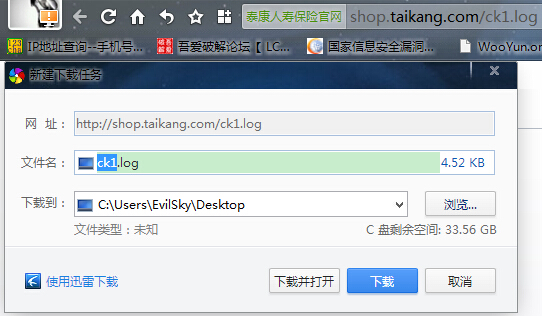 泰康人寿保险官网 shop.taikang.com/ck1.log
IP地址查询--手机号... 吾爱破解论坛【 LC... 国家信息安全漏洞... WooYun.or
新建下载任务
网 址： http://shop.taikang.com/ck1.log
文件名： ck1.log 4.52 KB
下载到： C:\Users\EvilSky\Desktop 浏览...
文件类型：未知 C 盘剩余空间: 33.56 GB
使用迅雷下载 下载并打开 下载 取消